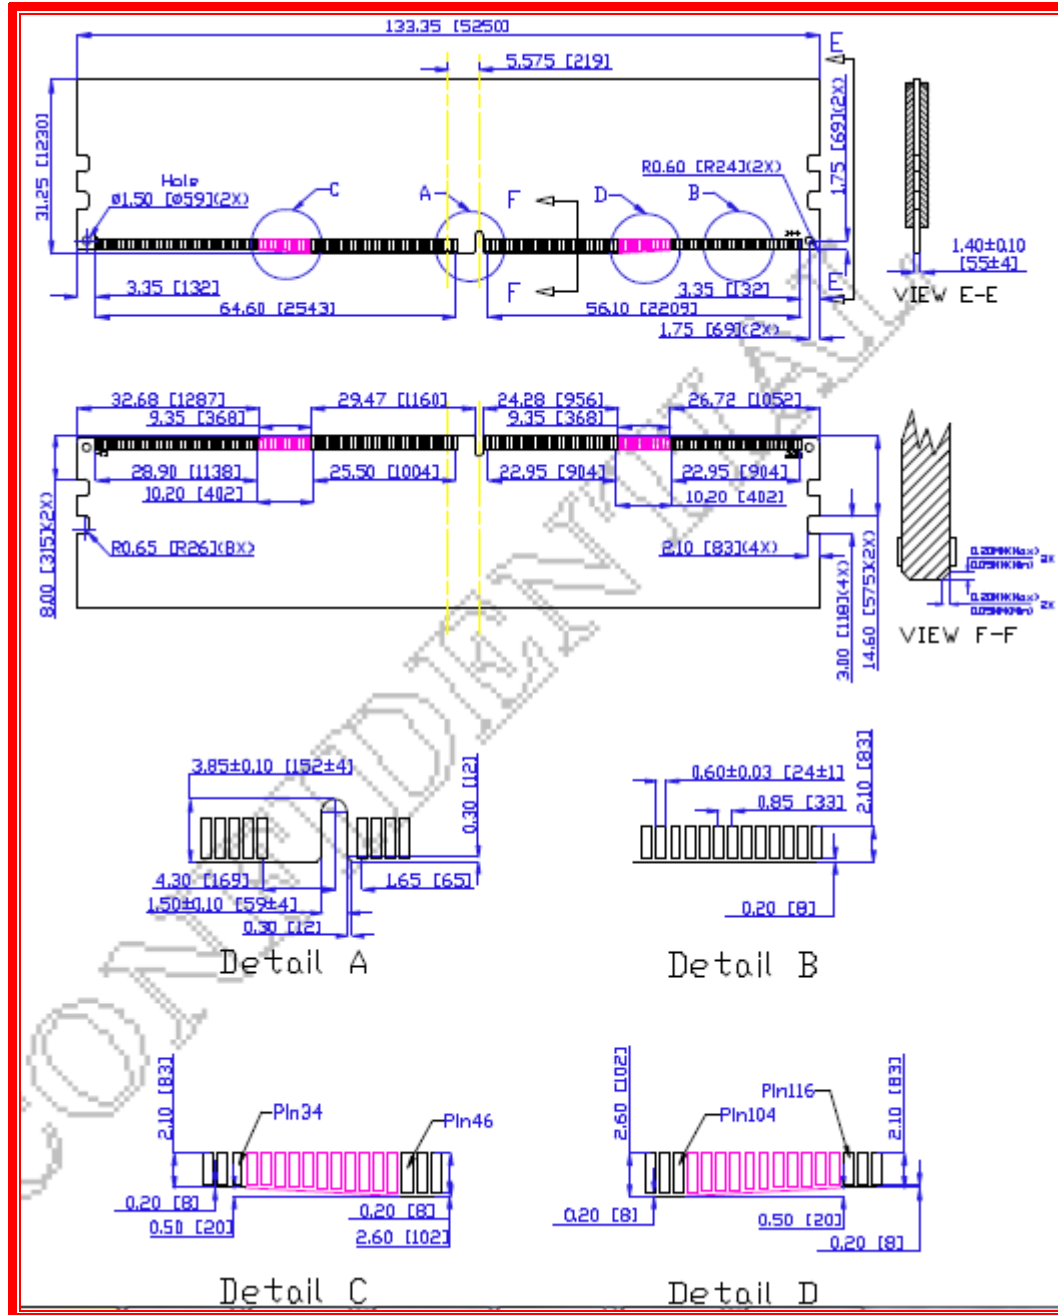 133.35 [5250]
5.575 [219]
E
31.25 [1230]
Hole
ø1.50 [ø59](2X)
C
A
F
D
B
R0.60 [R24](2X)
1.75 [69](2X)
F
E
3.35 [132]
64.60 [2543]
3.35 [132]
56.10 [2209]
1.75 [69](2X)
1.40±0.10
[55±4]
VIEW E-E
32.68 [1287]
29.47 [1160]
24.28 [956]
26.72 [1052]
9.35 [368]
9.35 [368]
28.90 [1138]
25.50 [1004]
22.95 [904]
22.95 [904]
10.20 [402]
10.20 [402]
8.00 [315](2X)
R0.65 [R26](8X)
2.10 [83](4X)
3.00 [118](4X)
14.60 [575](2X)
VIEW F-F
CONFIDENTIAL
3.85±0.10 [152±4]
0.30 [12]
4.30 [169]
1.65 [65]
1.50±0.10 [59±4]
0.30 [12]
Detail A
0.60±0.03 [24±1]
0.85 [33]
2.10 [83]
0.20 [8]
Detail B
2.10 [83]
Pin34
Pin46
0.20 [8]
0.50 [20]
0.20 [8]
2.60 [102]
Detail C
2.60 [102]
Pin116
Pin104
2.10 [83]
0.20 [8]
0.50 [20]
0.20 [8]
Detail D